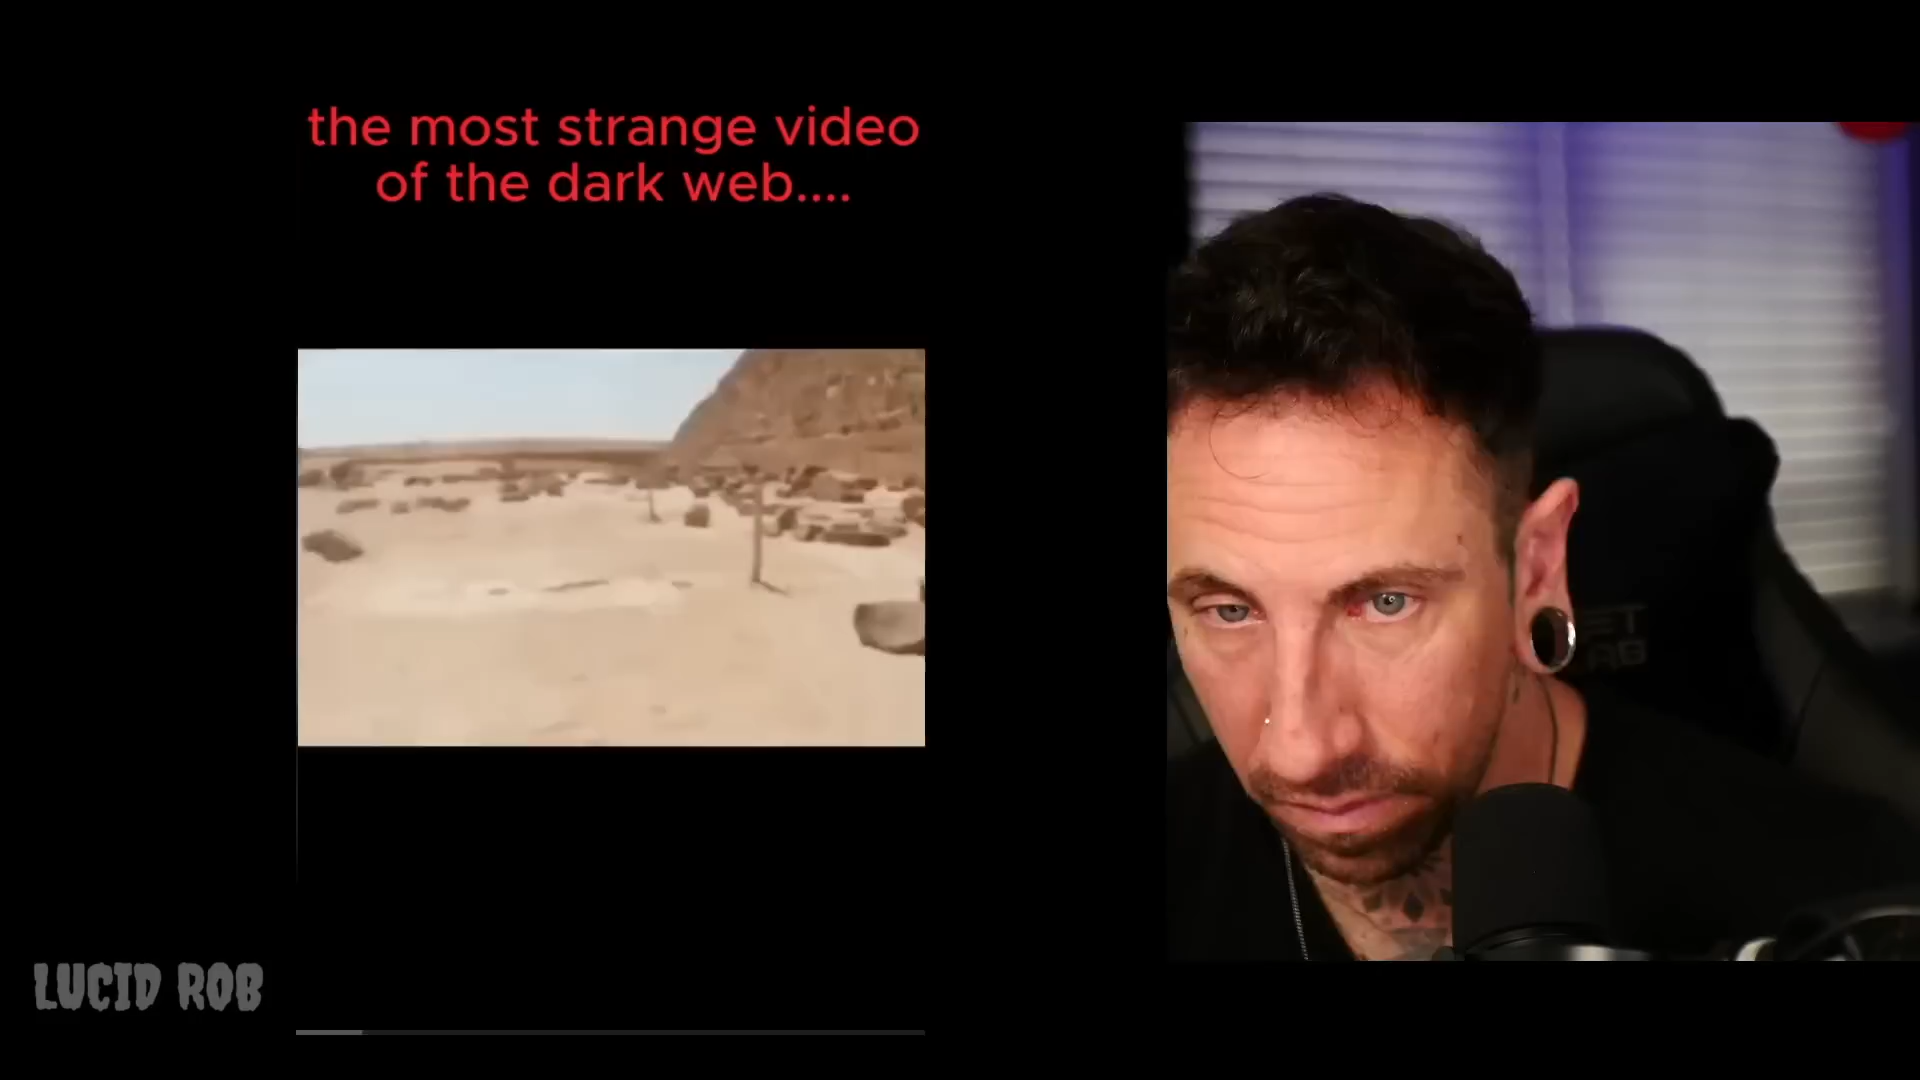 the most strange video
of the dark web....
LUCID ROB